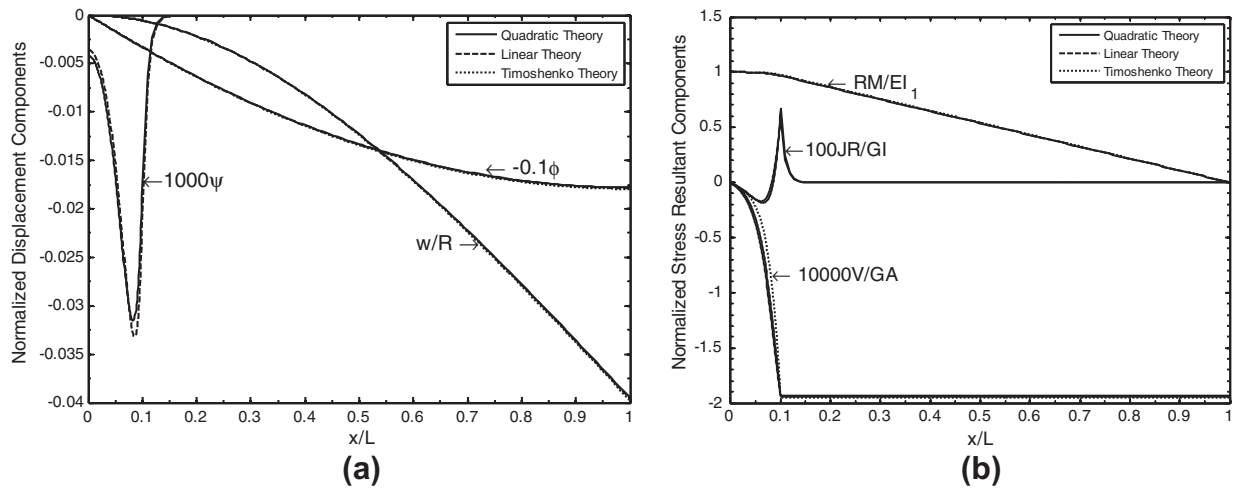 Normalized Displacement Components
0
-0.005
-0.01
-0.015
-0.02
-0.025
-0.03
-0.035
-0.04
Quadratic Theory
Linear Theory
Timoshenko Theory
←1000ψ
←-0.1ϕ
w/R→
0 0.1 0.2 0.3 0.4 0.5 0.6 0.7 0.8 0.9 1
x/L
(a)
Normalized Stress Resultant Components
1.5
1
0.5
0
-0.5
-1
-1.5
-2
Quadratic Theory
Linear Theory
Timoshenko Theory
←RM/EI₁
←100JR/GI
←10000V/GA
0 0.1 0.2 0.3 0.4 0.5 0.6 0.7 0.8 0.9 1
x/L
(b)